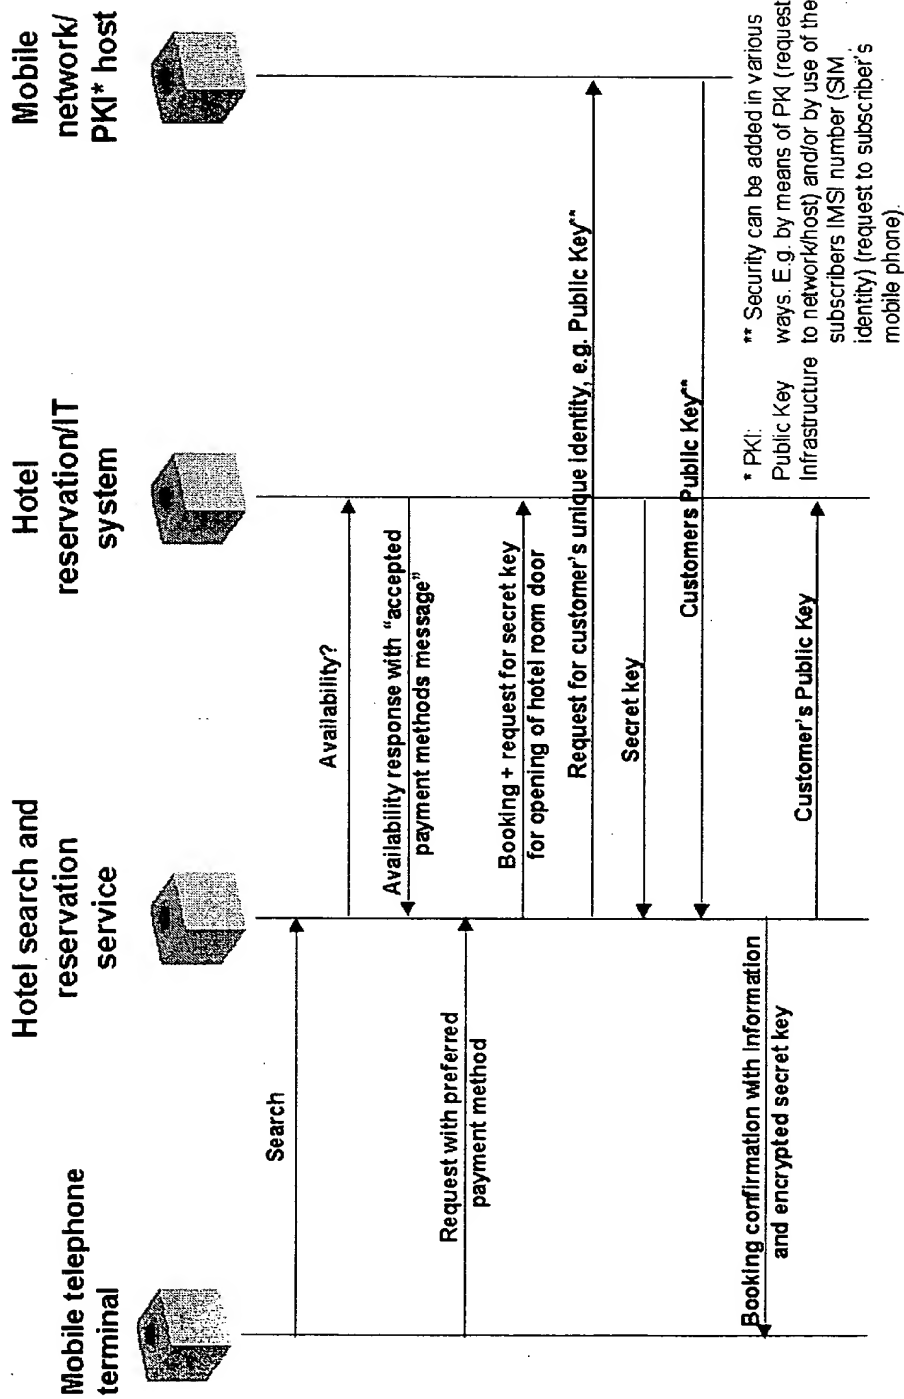 Mobile telephone
terminal
Hotel search and
reservation
service
Hotel
reservation/IT
system
Mobile
network/
PKI* host
Search
Availability?
Availability response with “accepted
payment methods message”
Request with preferred
payment method
Booking + request for secret key
for opening of hotel room door
Request for customer's unique identity, e.g. Public Key**
Secret key
Customers Public Key**
Booking confirmation with Information
and encrypted secret key
Customer's Public Key
* PKI:
Public Key
Infrastructure
** Security can be added in various
ways. E.g. by means of PKI (request
to network/host) and/or by use of the
subscribers IMSI number (SIM
identity) (request to subscriber's
mobile phone).